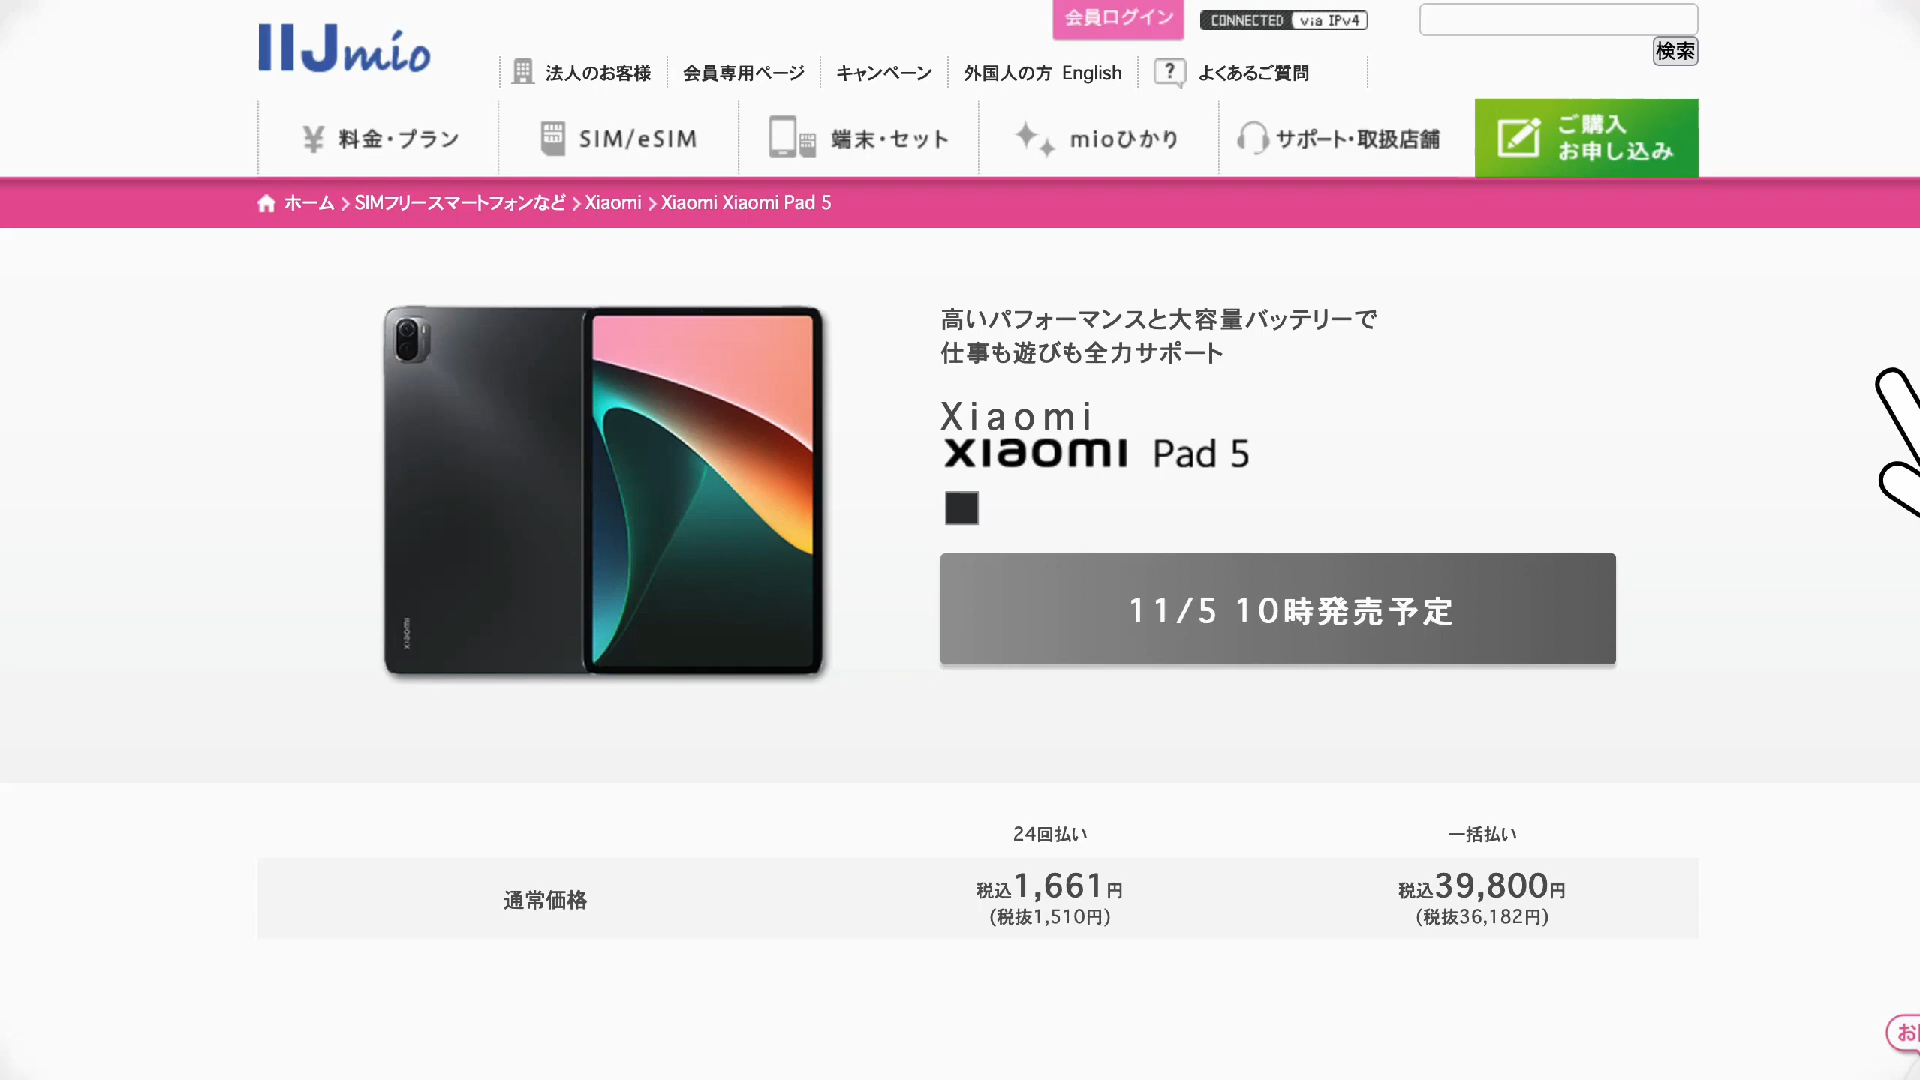 IIJmio
会員ログイン
CONNECTED via IPv4
検索
法人のお客様
会員専用ページ
キャンペーン
外国人の方 English
? よくあるご質問
¥ 料金・プラン
SIM/eSIM
端末・セット
mioひかり
サポート・取扱店舗
ご購入
お申し込み
ホーム > SIMフリースマートフォンなど > Xiaomi > Xiaomi Xiaomi Pad 5
高いパフォーマンスと大容量バッテリーで
仕事も遊びも全力サポート
Xiaomi
xiaomi Pad 5
xiaomi
11/5 10時発売予定
24回払い
一括払い
通常価格
税込1,661円
(税抜1,510円)
税込39,800円
(税抜36,182円)